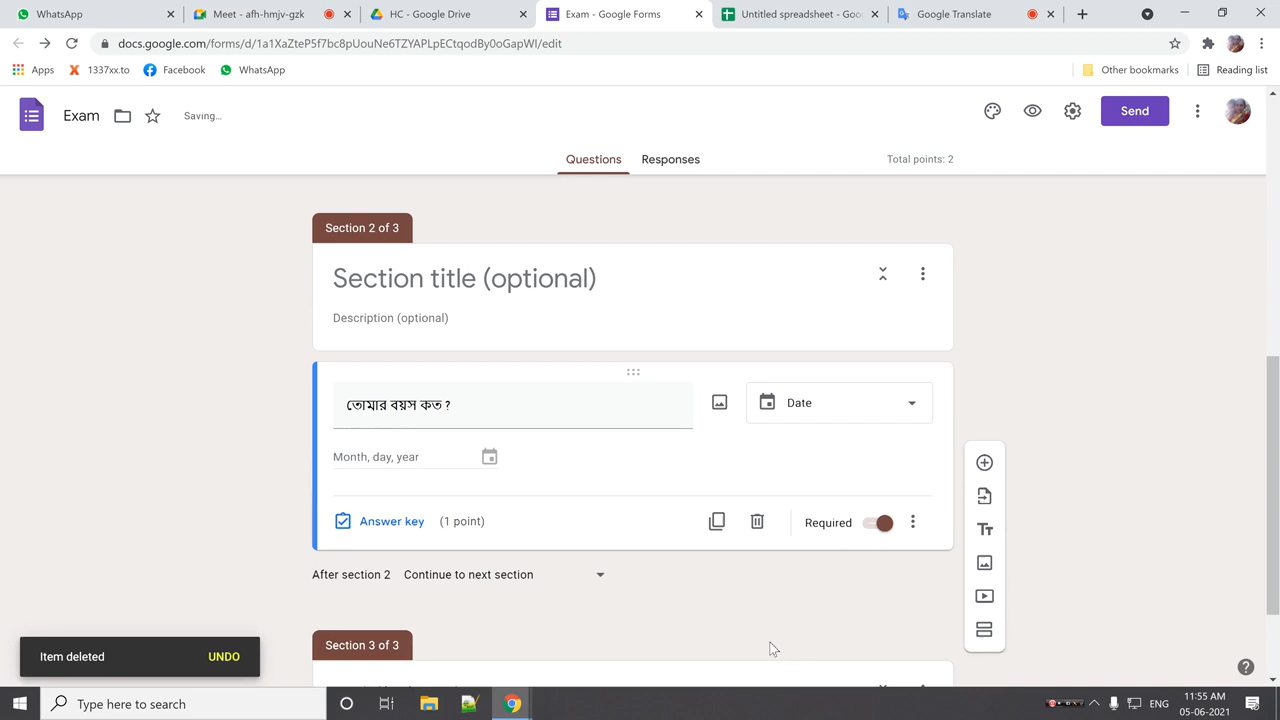 WhatsApp
Meet - afh-hmjv-gzk
HC - Google Drive
Exam - Google Forms
Untitled spreadsheet - Goo
Google Translate
docs.google.com/forms/d/1a1XaZteP5f7bc8pUouNe6TZYAPLpECtqodBy0oGapWI/edit
Apps
1337xx.to
Facebook
WhatsApp
Other bookmarks
Reading list
Exam
Saving...
Send
Questions
Responses
Total points: 2
Section 2 of 3
Section title (optional)
Description (optional)
তোমার বয়স কত ?
Date
Month, day, year
Answer key
(1 point)
Required
After section 2
Continue to next section
Section 3 of 3
Item deleted
UNDO
Type here to search
ENG
11:55 AM
05-06-2021